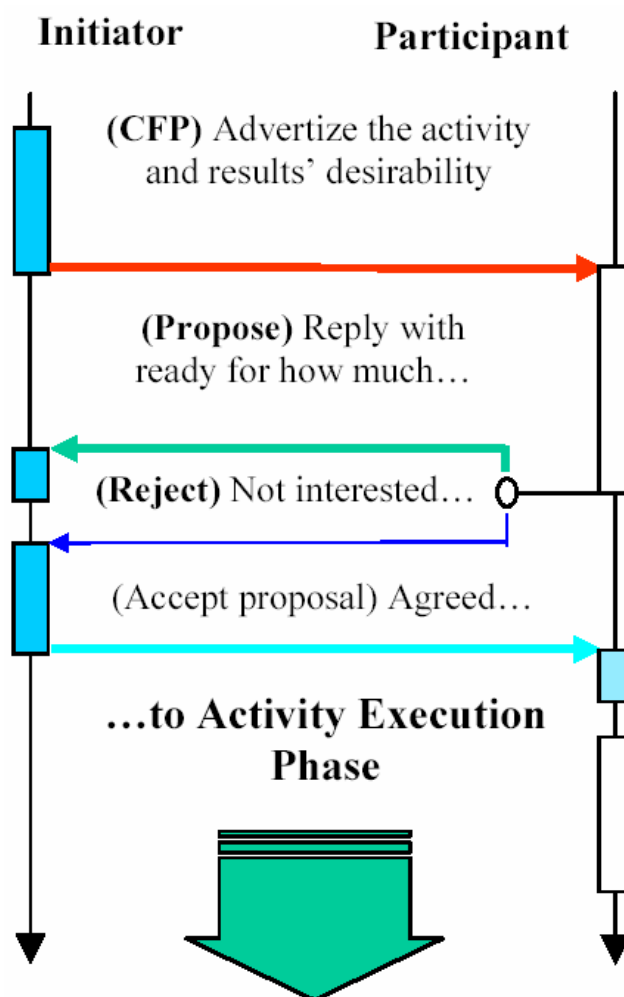 Initiator
Participant
(CFP) Advertize the activity
and results’ desirability
(Propose) Reply with
ready for how much…
(Reject) Not interested…
(Accept proposal) Agreed…
…to Activity Execution
Phase